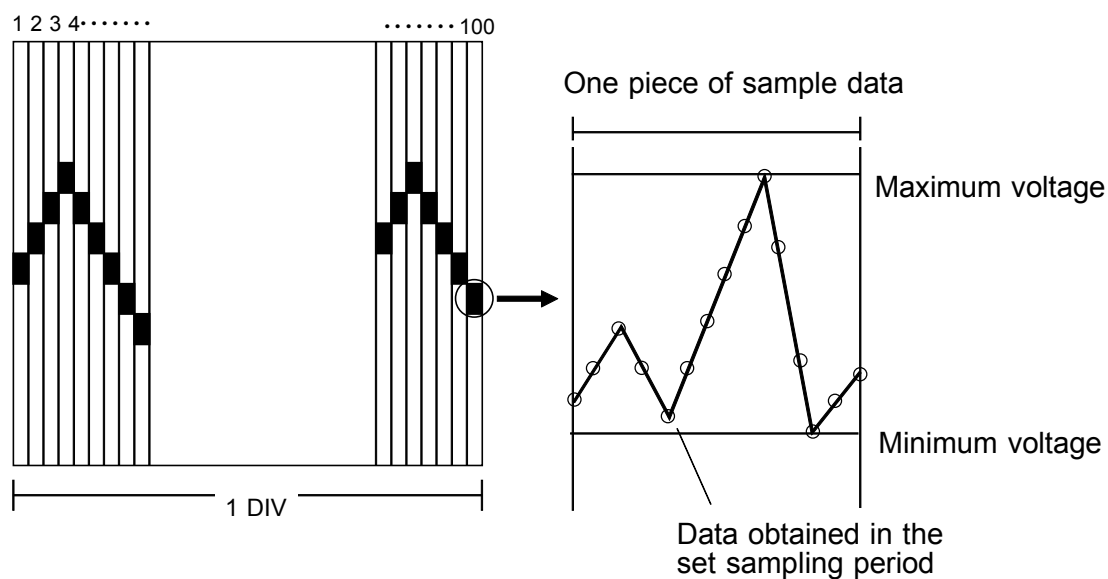 1 2 3 4 ･･･････
･･･････ 100
1 DIV
One piece of sample data
Maximum voltage
Minimum voltage
Data obtained in the
set sampling period